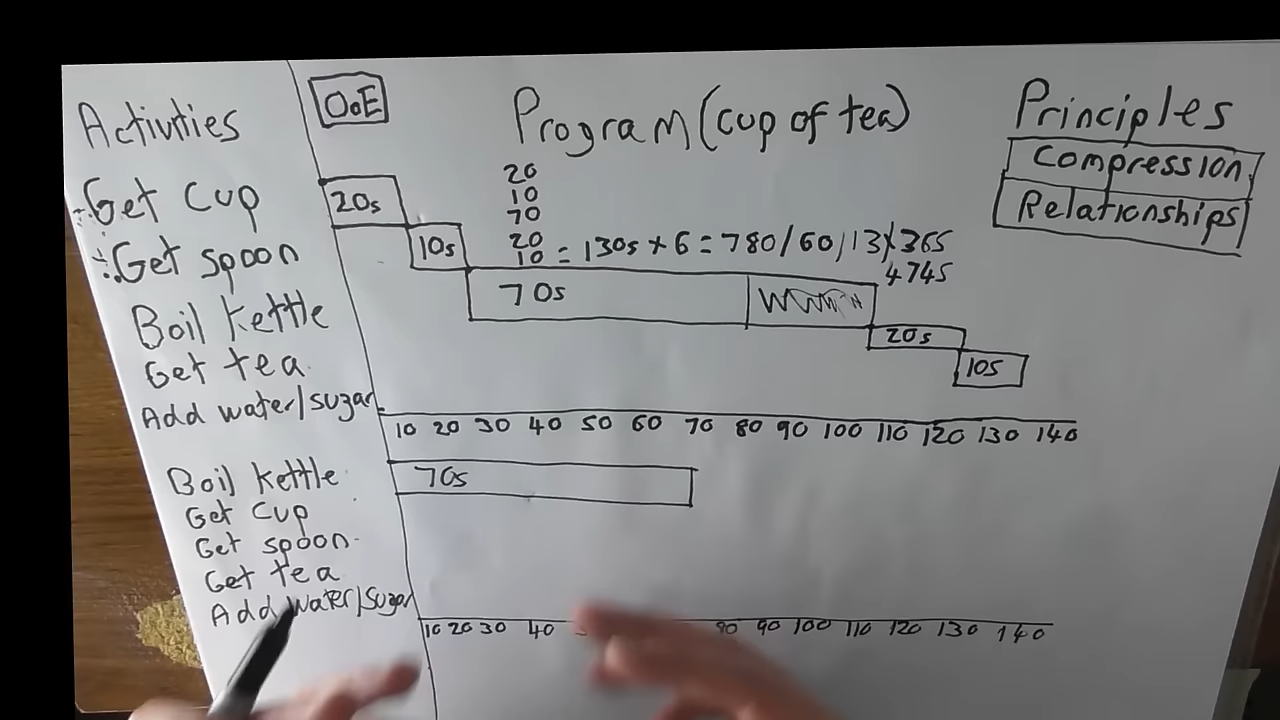 Activities
OoE
Program (cup of tea)
Principles
Compression
Relationships
Get cup
20s
Get spoon
10s
Boil Kettle
70s
Get tea
20s
Add water/sugar
10s
20
10
70
20
10 = 130s * 6 = 780/60, 13 x 365
4745
10 20 30 40 50 60 70 80 90 100 110 120 130 140
Boil Kettle
70s
Get cup
Get spoon
Get tea
Add water/sugar
10 20 30 40 90 100 110 120 130 140